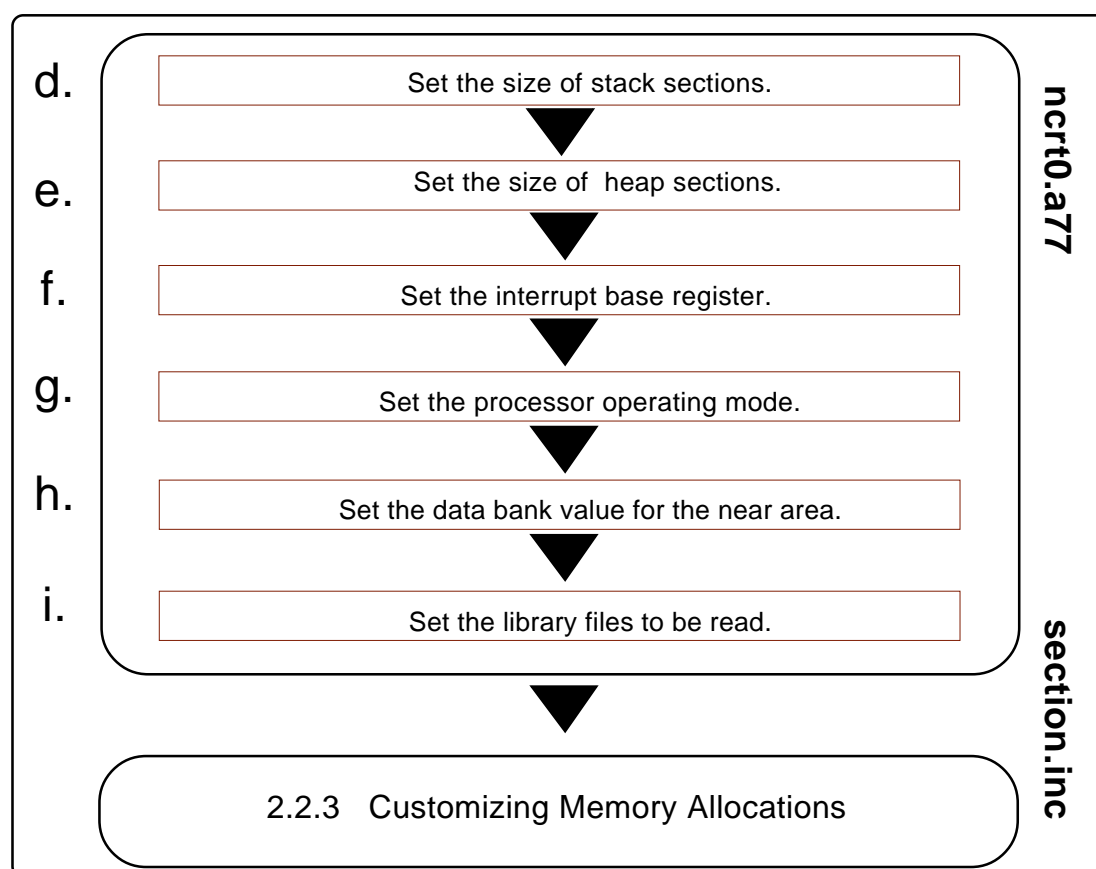 d. Set the size of stack sections.
e. Set the size of heap sections.
f. Set the interrupt base register.
g. Set the processor operating mode.
h. Set the data bank value for the near area.
i. Set the library files to be read.
ncrt0.a77
2.2.3 Customizing Memory Allocations
section.inc